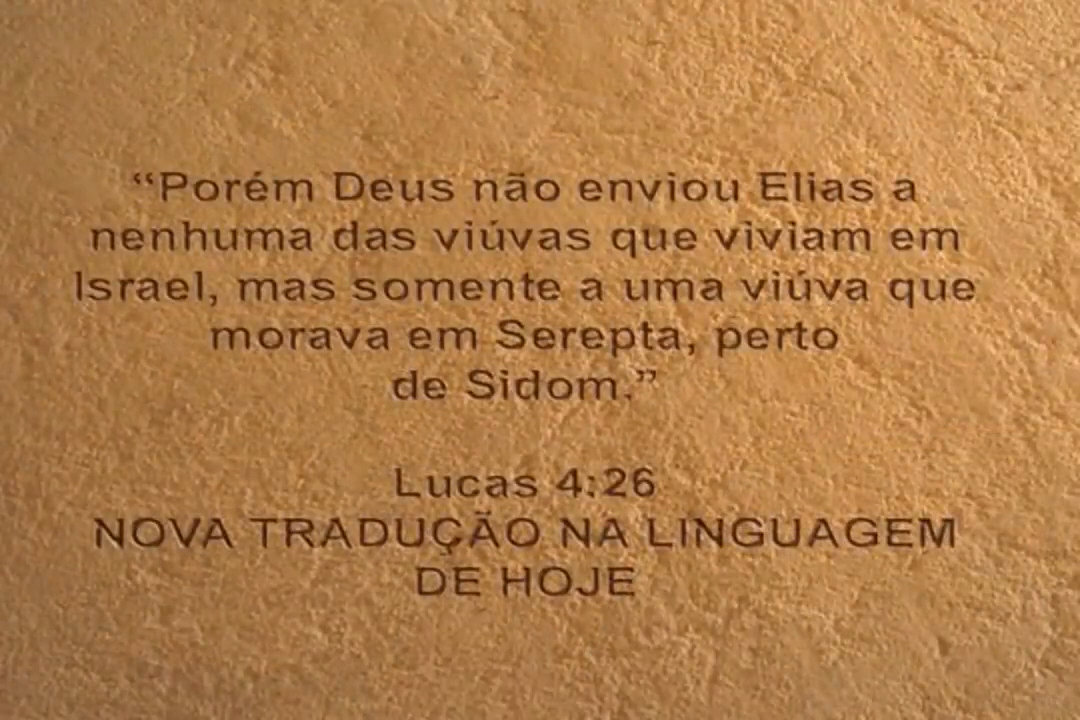 “Porém Deus não enviou Elias a
nenhuma das viúvas que viviam em
Israel, mas somente a uma viúva que
morava em Serepta, perto
de Sidom.”
Lucas 4:26
NOVA TRADUÇÃO NA LINGUAGEM
DE HOJE